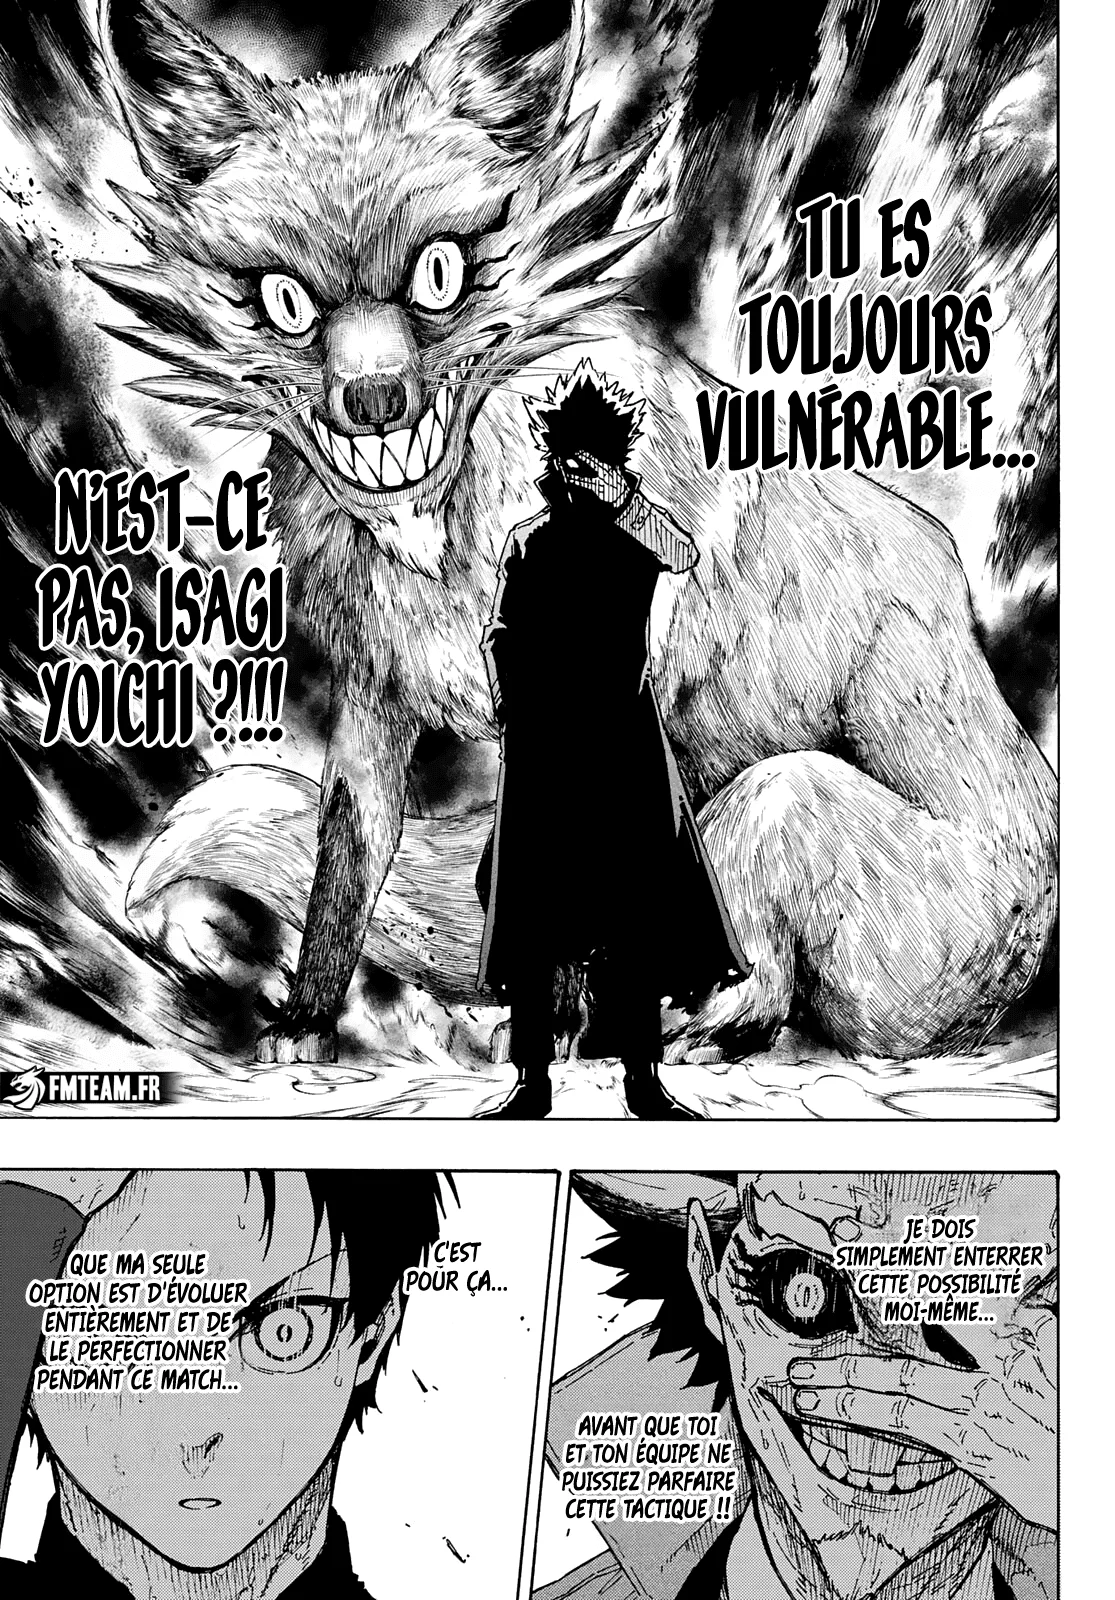 TU ES
TOUJOURS
VULNÉRABLE...
N'EST-CE
PAS, ISAGI
YOICHI ?!!!
FMTEAM.FR
JE DOIS
SIMPLEMENT ENTERRER
CETTE POSSIBILITÉ
MOI-MÊME...
AVANT QUE TOI
ET TON ÉQUIPE NE
PUISSIEZ PARFAIRE
CETTE TACTIQUE !!
C'EST
POUR ÇA...
QUE MA SEULE
OPTION EST D'ÉVOLUER
ENTIÈREMENT ET DE
LE PERFECTIONNER
PENDANT CE MATCH...